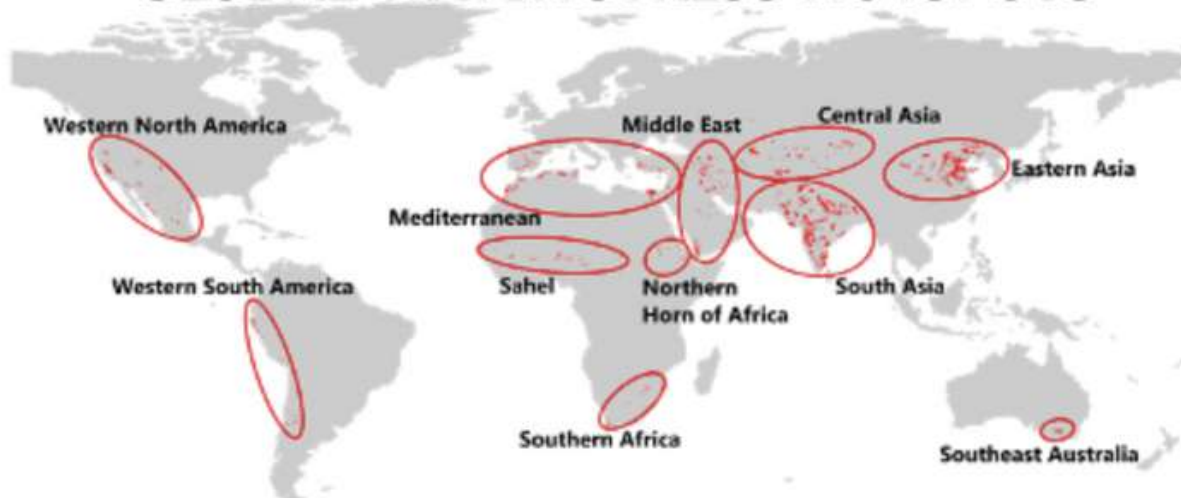 Western North America
Middle East
Central Asia
Eastern Asia
Mediterranean
Western South America
Sahel
Northern
Horn of Africa
South Asia
Southern Africa
Southeast Australia